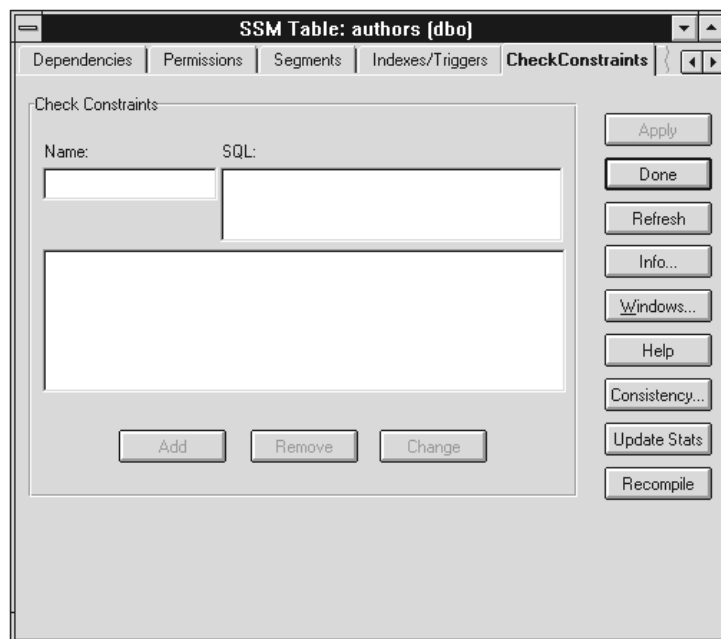 SSM Table: authors (dbo)
Dependencies Permissions Segments Indexes/Triggers CheckConstraints
Check Constraints
Name: SQL:
Apply
Done
Refresh
Info...
Windows...
Help
Consistency...
Update Stats
Recompile
Add Remove Change